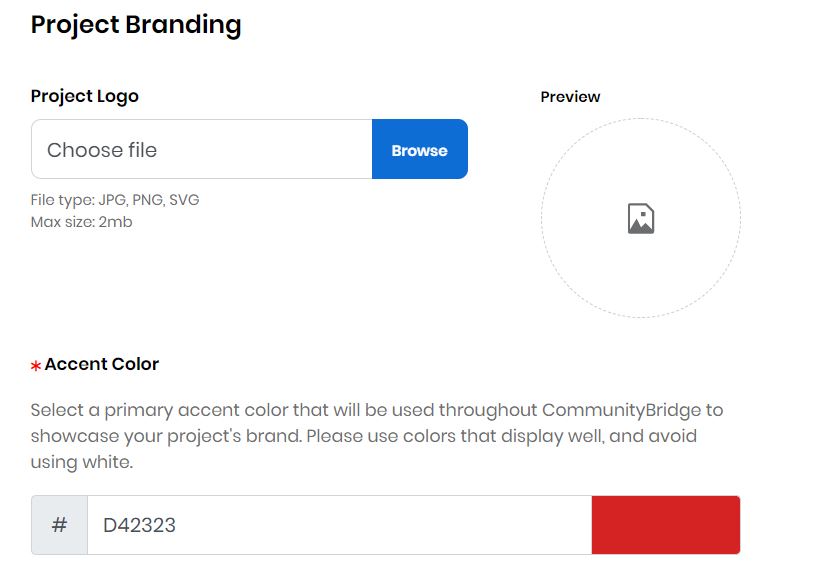 Project Branding
Project Logo
Preview
Choose file
Browse
File type: JPG, PNG, SVG
Max size: 2mb
* Accent Color
Select a primary accent color that will be used throughout CommunityBridge to
showcase your project's brand. Please use colors that display well, and avoid
using white.
# D42323